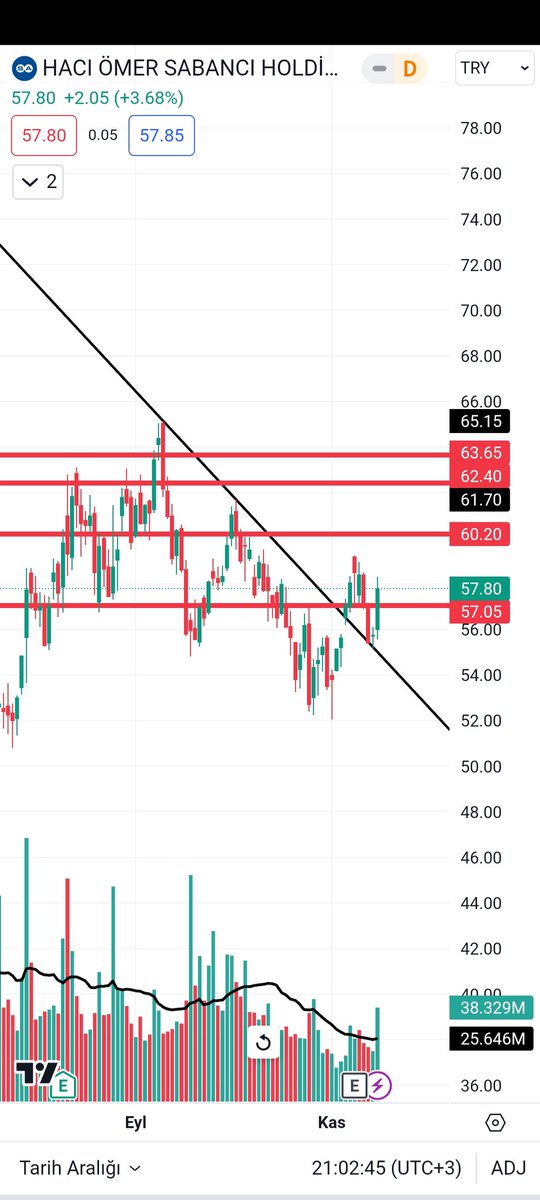 HACI ÖMER SABANCI HOLDİ...
D
TRY
57.80 +2.05 (+3.68%)
57.80 0.05 57.85
2
78.00
76.00
74.00
72.00
70.00
68.00
66.00
65.15
63.65
62.40
61.70
60.20
57.80
57.05
56.00
54.00
52.00
50.00
48.00
46.00
44.00
42.00
40.00
38.329M
25.646M
36.00
E
E
Eyl
Kas
Tarih Aralığı
21:02:45 (UTC+3)
ADJ